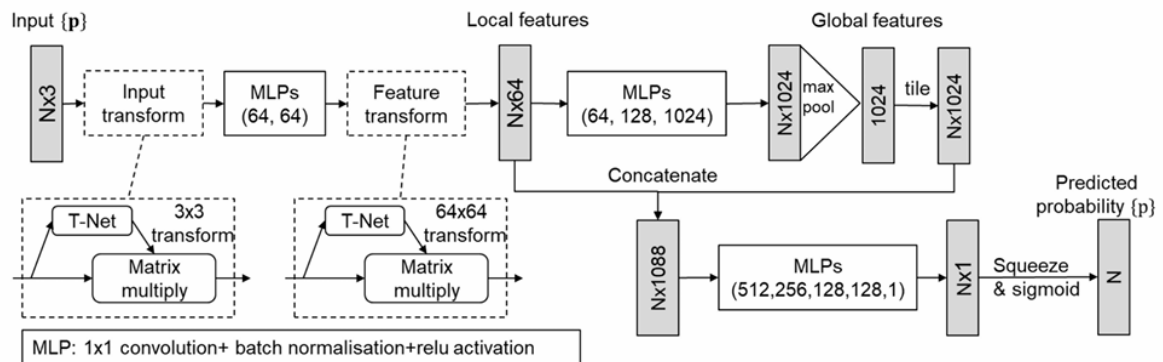 Input {p}
Local features
Global features
Nx3
Input
transform
MLPs
(64, 64)
Feature
transform
Nx64
MLPs
(64, 128, 1024)
Nx1024
max
pool
1024
tile
Nx1024
Concatenate
T-Net
3x3
transform
Matrix
multiply
T-Net
64x64
transform
Matrix
multiply
Nx1088
MLPs
(512,256,128,128,1)
Nx1
Squeeze
& sigmoid
Predicted
probability {p}
N
MLP: 1x1 convolution+ batch normalisation+relu activation